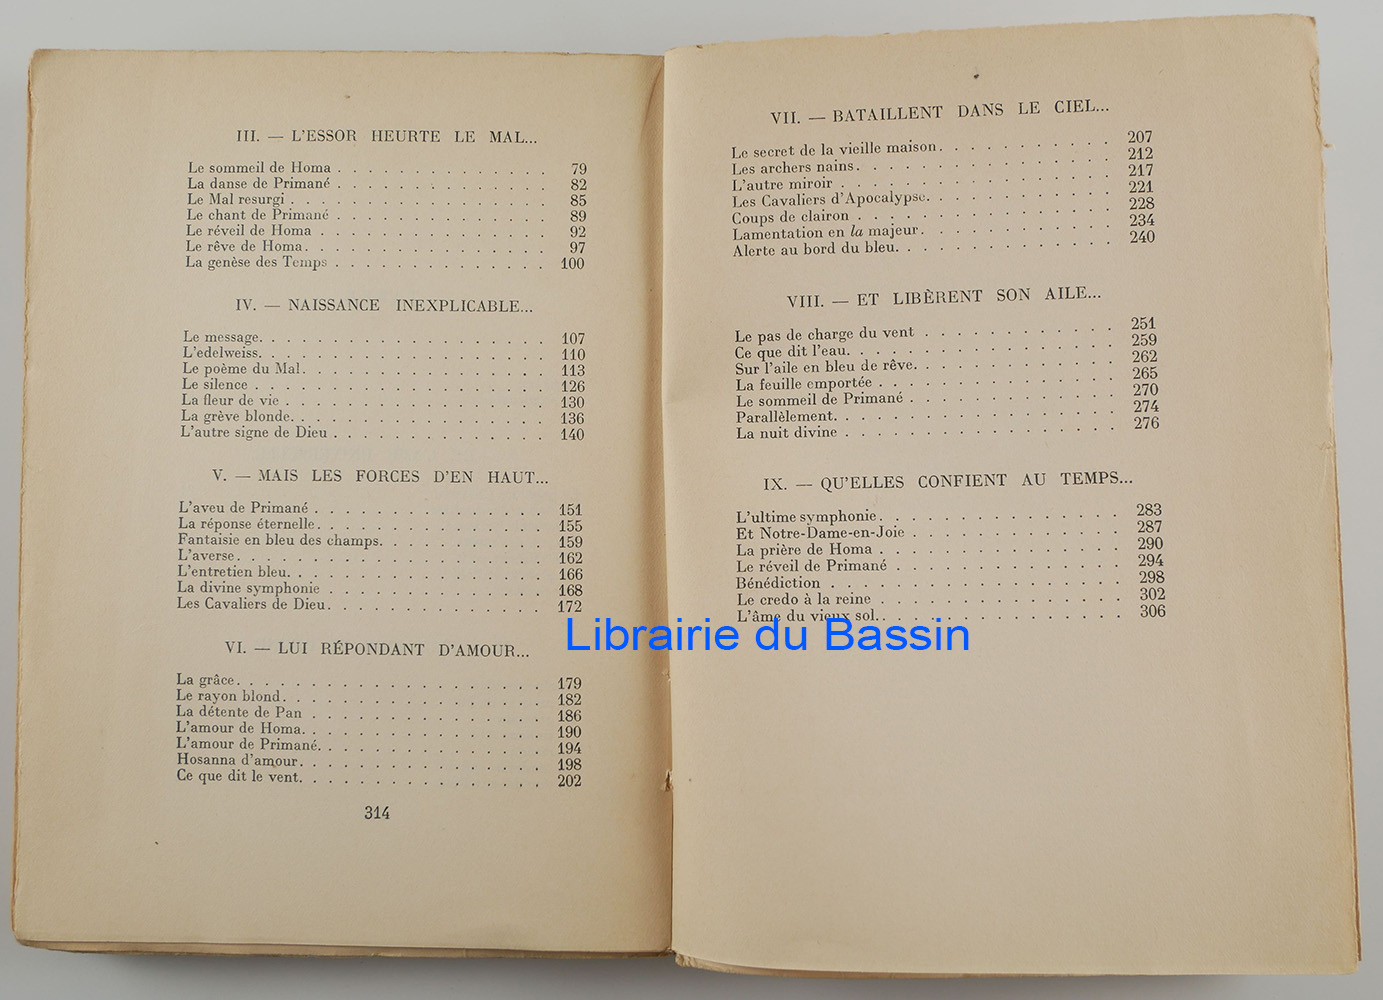 III. — L'ESSOR HEURTE LE MAL...
Le sommeil de Homa . . . . . . . . . . . . . . 79
La danse de Primané . . . . . . . . . . . . . . 82
Le Mal resurgi . . . . . . . . . . . . . . . . . 85
Le chant de Primané . . . . . . . . . . . . . . 89
Le réveil de Homa . . . . . . . . . . . . . . . 92
Le rêve de Homa. . . . . . . . . . . . . . . . 97
La genèse des Temps . . . . . . . . . . . . . . 100
IV. — NAISSANCE INEXPLICABLE...
Le message. . . . . . . . . . . . . . . . . . . 107
L'edelweiss. . . . . . . . . . . . . . . . . . . 110
Le poème du Mal. . . . . . . . . . . . . . . . 113
Le silence . . . . . . . . . . . . . . . . . . . 126
La fleur de vie . . . . . . . . . . . . . . . . . 130
La grève blonde. . . . . . . . . . . . . . . . . 136
L'autre signe de Dieu . . . . . . . . . . . . . . 140
V. — MAIS LES FORCES D'EN HAUT...
L'aveu de Primané . . . . . . . . . . . . . . . 151
La réponse éternelle. . . . . . . . . . . . . . . 155
Fantaisie en bleu des champs. . . . . . . . . . . 159
L'averse. . . . . . . . . . . . . . . . . . . . 162
L'entretien bleu. . . . . . . . . . . . . . . . . 166
La divine symphonie . . . . . . . . . . . . . . 168
Les Cavaliers de Dieu. . . . . . . . . . . . . . 172
VI. — LUI RÉPONDANT D'AMOUR...
La grâce. . . . . . . . . . . . . . . . . . . . 179
Le rayon blond. . . . . . . . . . . . . . . . . 182
La détente de Pan . . . . . . . . . . . . . . . 186
L'amour de Homa. . . . . . . . . . . . . . . . 190
L'amour de Primané. . . . . . . . . . . . . . . 194
Hosanna d'amour. . . . . . . . . . . . . . . . 198
Ce que dit le vent. . . . . . . . . . . . . . . . 202
314
VII. — BATAILLENT DANS LE CIEL...
Le secret de la vieille maison. . . . . . . . . . . 207
Les archers nains. . . . . . . . . . . . . . . . 212
L'autre miroir . . . . . . . . . . . . . . . . . 217
Les Cavaliers d'Apocalypse. . . . . . . . . . . . 221
Coups de clairon . . . . . . . . . . . . . . . . 228
Lamentation en la majeur. . . . . . . . . . . . . 234
Alerte au bord du bleu. . . . . . . . . . . . . . 240
VIII. — ET LIBÈRENT SON AILE...
Le pas de charge du vent . . . . . . . . . . . . 251
Ce que dit l'eau. . . . . . . . . . . . . . . . . 259
Sur l'aile en bleu de rêve. . . . . . . . . . . . . 262
La feuille emportée . . . . . . . . . . . . . . . 265
Le sommeil de Primané . . . . . . . . . . . . . 270
Parallèlement. . . . . . . . . . . . . . . . . . 274
La nuit divine . . . . . . . . . . . . . . . . . 276
IX. — QU'ELLES CONFIENT AU TEMPS...
L'ultime symphonie. . . . . . . . . . . . . . . . 283
Et Notre-Dame-en-Joie . . . . . . . . . . . . . . 287
La prière de Homa . . . . . . . . . . . . . . . . 290
Le réveil de Primané . . . . . . . . . . . . . . . 294
Bénédiction . . . . . . . . . . . . . . . . . . . 298
Le credo à la reine . . . . . . . . . . . . . . . . 302
L'âme du vieux sol. . . . . . . . . . . . . . . . 306
Librairie du Bassin